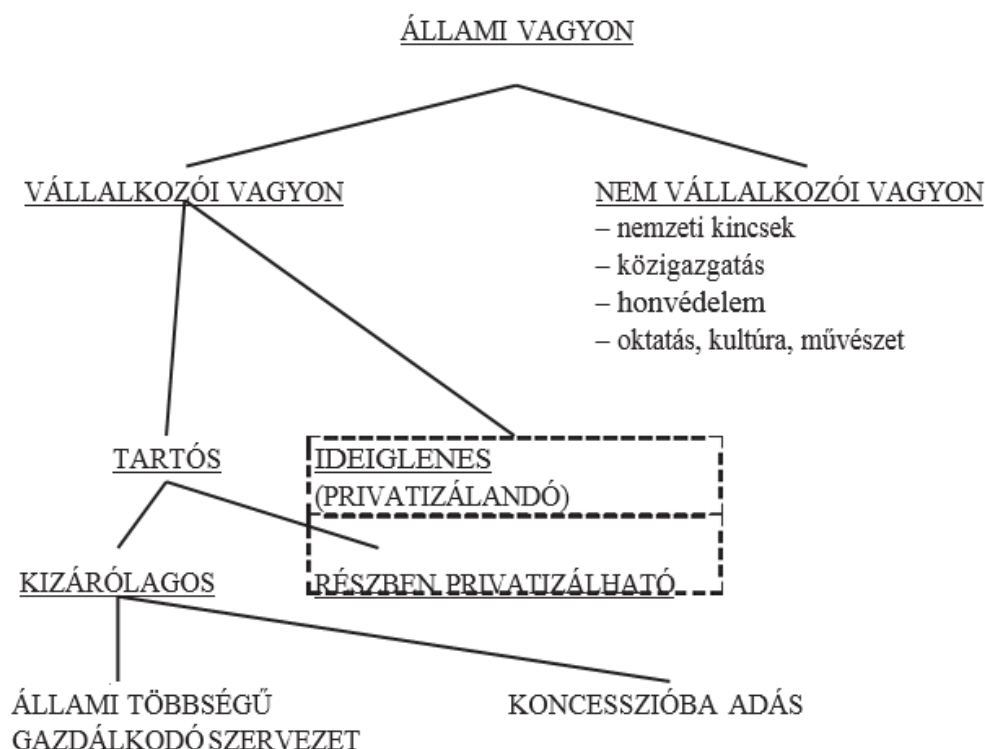 ÁLLAMI VAGYON
VÁLLALKOZÓI VAGYON
NEM VÁLLALKOZÓI VAGYON
– nemzeti kincsek
– közigazgatás
– honvédelem
– oktatás, kultúra, művészet
TARTÓS
IDEIGLENES
(PRIVATIZÁLANDÓ)
KIZÁRÓLAGOS
RÉSZBEN PRIVATIZÁLHATÓ
ÁLLAMI TÖBBSÉGŰ
GAZDÁLKODÓ SZERVEZET
KONCESSZIÓBA ADÁS